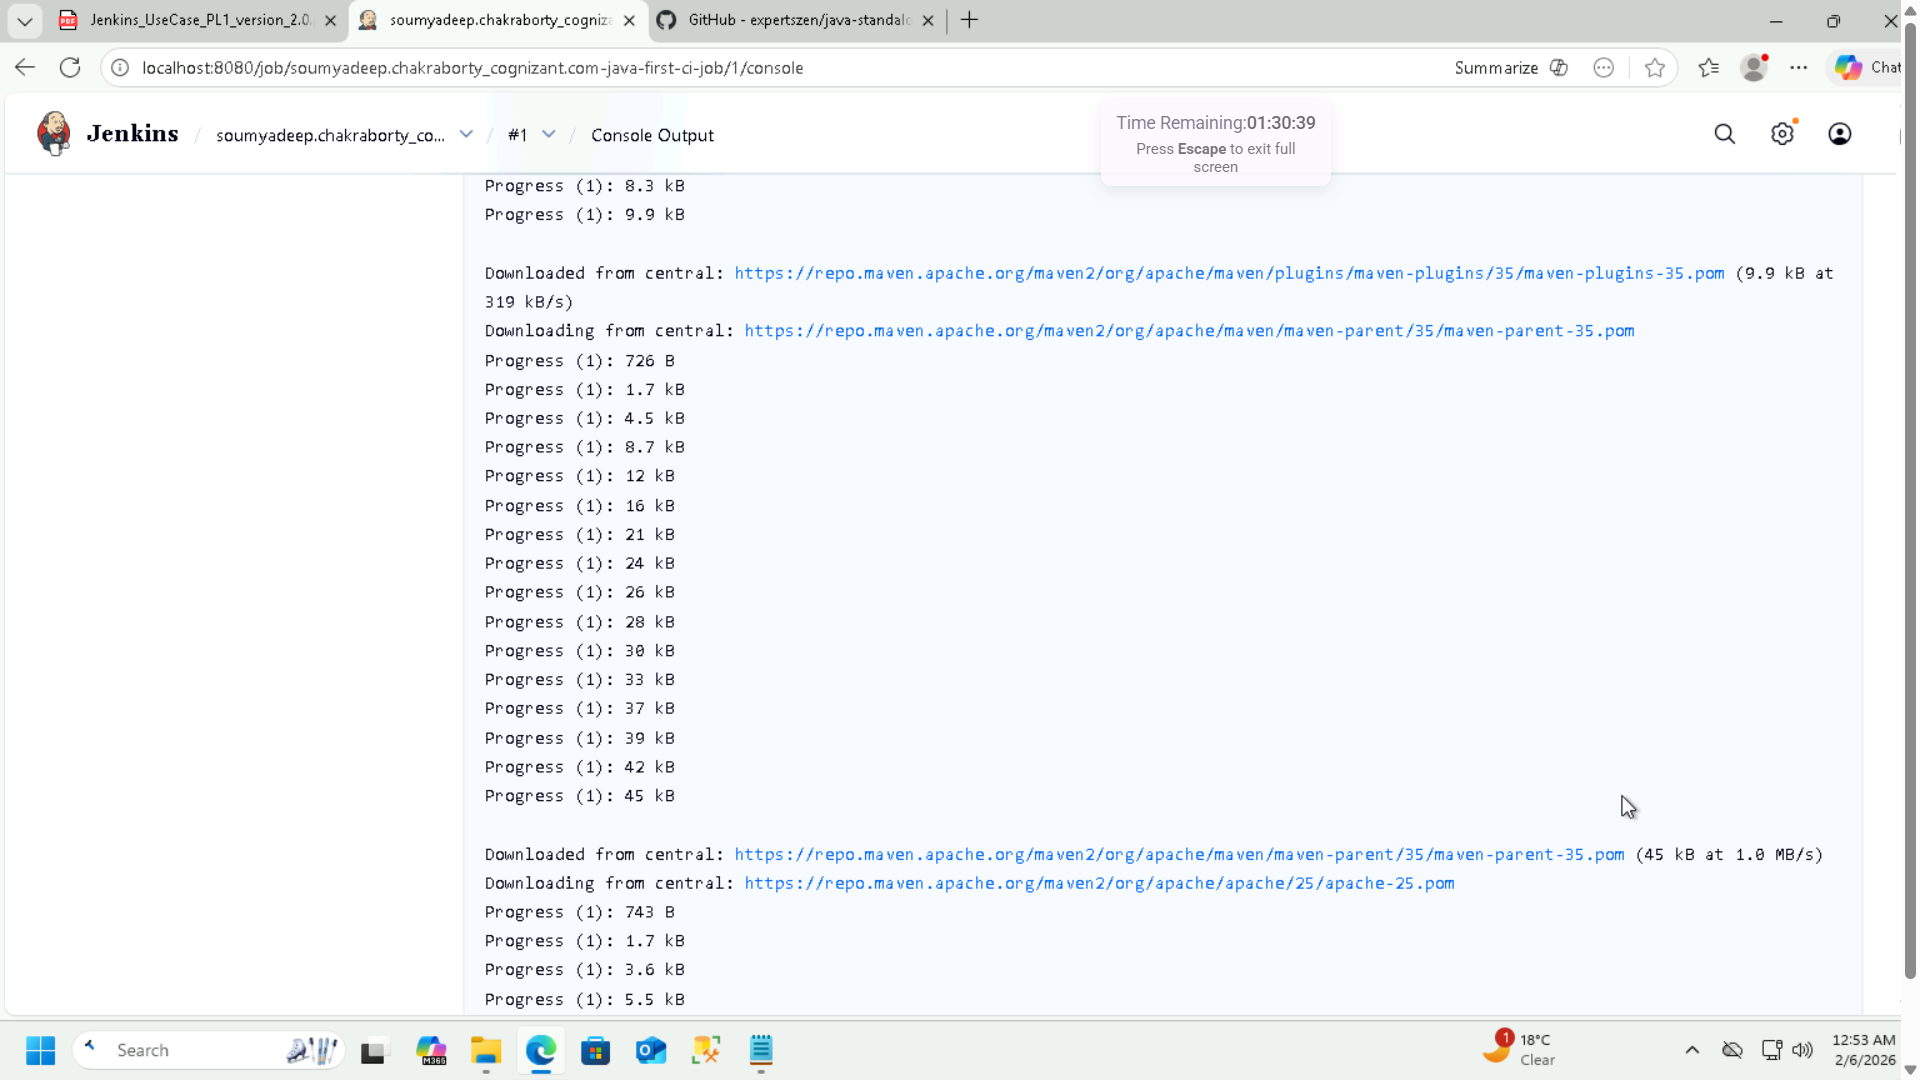 Jenkins_UseCase_PL1_version_2.0.
soumyadeep.chakraborty_cogniza
GitHub - expertszen/java-standalo
localhost:8080/job/soumyadeep.chakraborty_cognizant.com-java-first-ci-job/1/console
Summarize
Chat
Jenkins / soumyadeep.chakraborty_co... / #1 / Console Output
Time Remaining:01:30:39
Press Escape to exit full
screen
Progress (1): 8.3 kB
Progress (1): 9.9 kB
Downloaded from central: https://repo.maven.apache.org/maven2/org/apache/maven/plugins/maven-plugins/35/maven-plugins-35.pom (9.9 kB at
319 kB/s)
Downloading from central: https://repo.maven.apache.org/maven2/org/apache/maven/maven-parent/35/maven-parent-35.pom
Progress (1): 726 B
Progress (1): 1.7 kB
Progress (1): 4.5 kB
Progress (1): 8.7 kB
Progress (1): 12 kB
Progress (1): 16 kB
Progress (1): 21 kB
Progress (1): 24 kB
Progress (1): 26 kB
Progress (1): 28 kB
Progress (1): 30 kB
Progress (1): 33 kB
Progress (1): 37 kB
Progress (1): 39 kB
Progress (1): 42 kB
Progress (1): 45 kB
Downloaded from central: https://repo.maven.apache.org/maven2/org/apache/maven/maven-parent/35/maven-parent-35.pom (45 kB at 1.0 MB/s)
Downloading from central: https://repo.maven.apache.org/maven2/org/apache/apache/25/apache-25.pom
Progress (1): 743 B
Progress (1): 1.7 kB
Progress (1): 3.6 kB
Progress (1): 5.5 kB
Search
M365
1
18°C
Clear
12:53 AM
2/6/2026